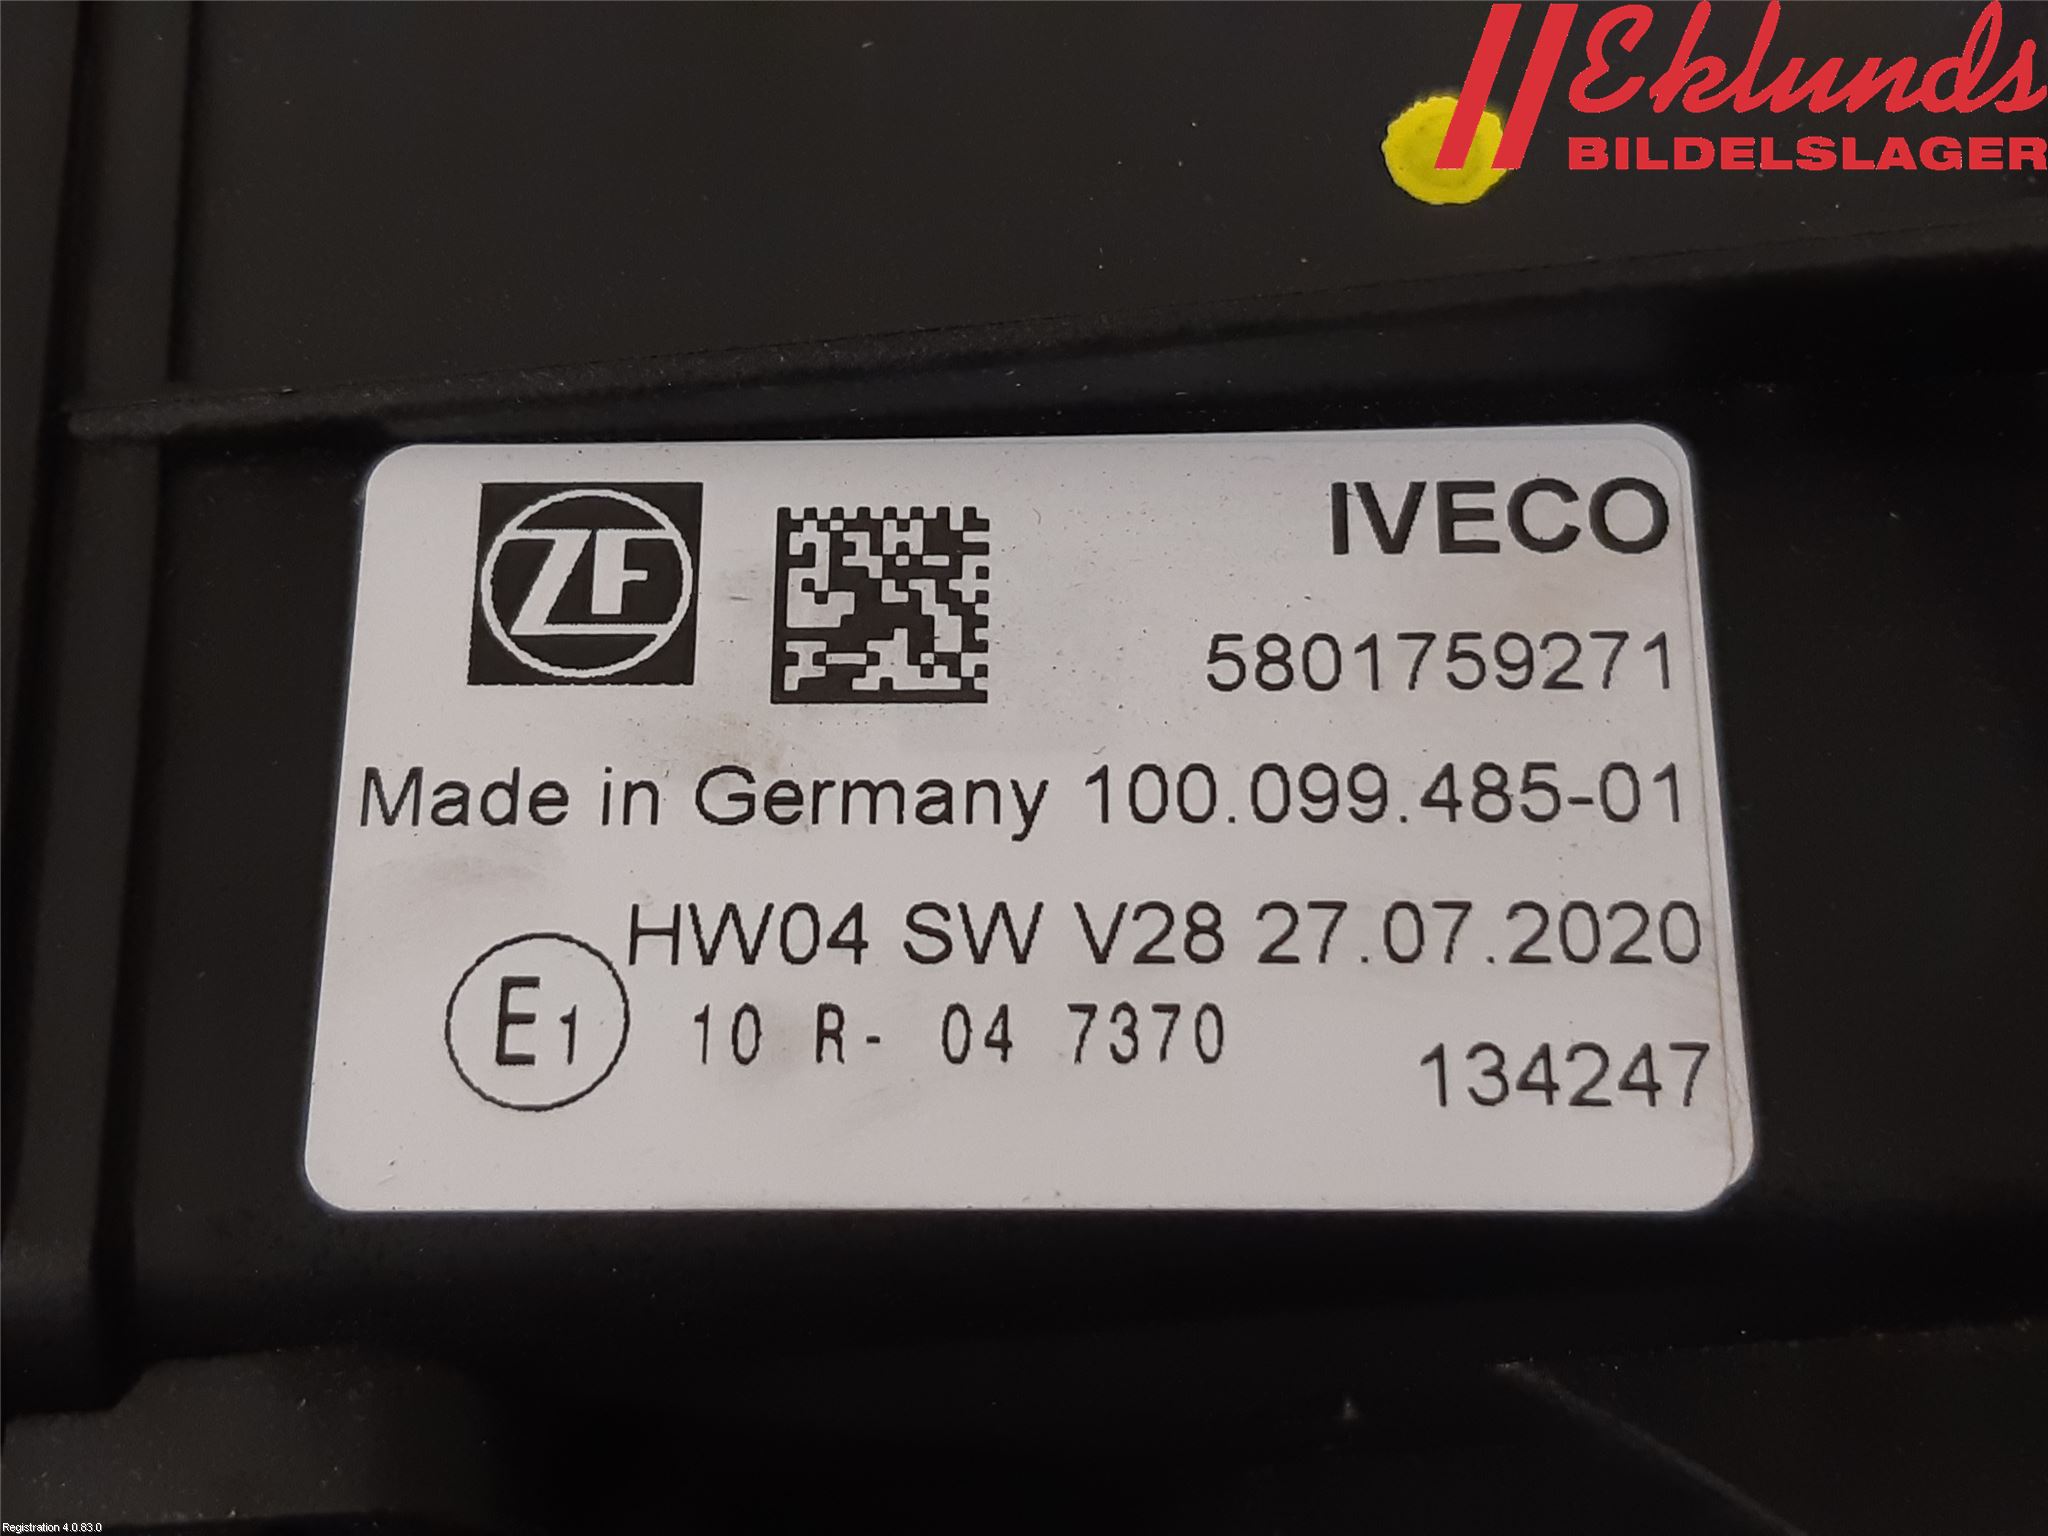 Eklunds
BILDELSLAGER
ZF
IVECO
5801759271
Made in Germany 100.099.485-01
HW04 SW V28 27.07.2020
E1 10 R- 04 7370
134247
Registration 4.0.83.0